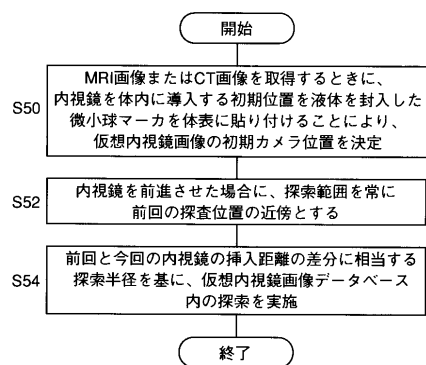 開始
S50
MRI画像またはCT画像を取得するときに、
内視鏡を体内に導入する初期位置を液体を封入した
微小球マーカを体表に貼り付けることにより、
仮想内視鏡画像の初期カメラ位置を決定
S52
内視鏡を前進させた場合に、探索範囲を常に
前回の探査位置の近傍とする
S54
前回と今回の内視鏡の挿入距離の差分に相当する
探索半径を基に、仮想内視鏡画像データベース
内の探索を実施
終了